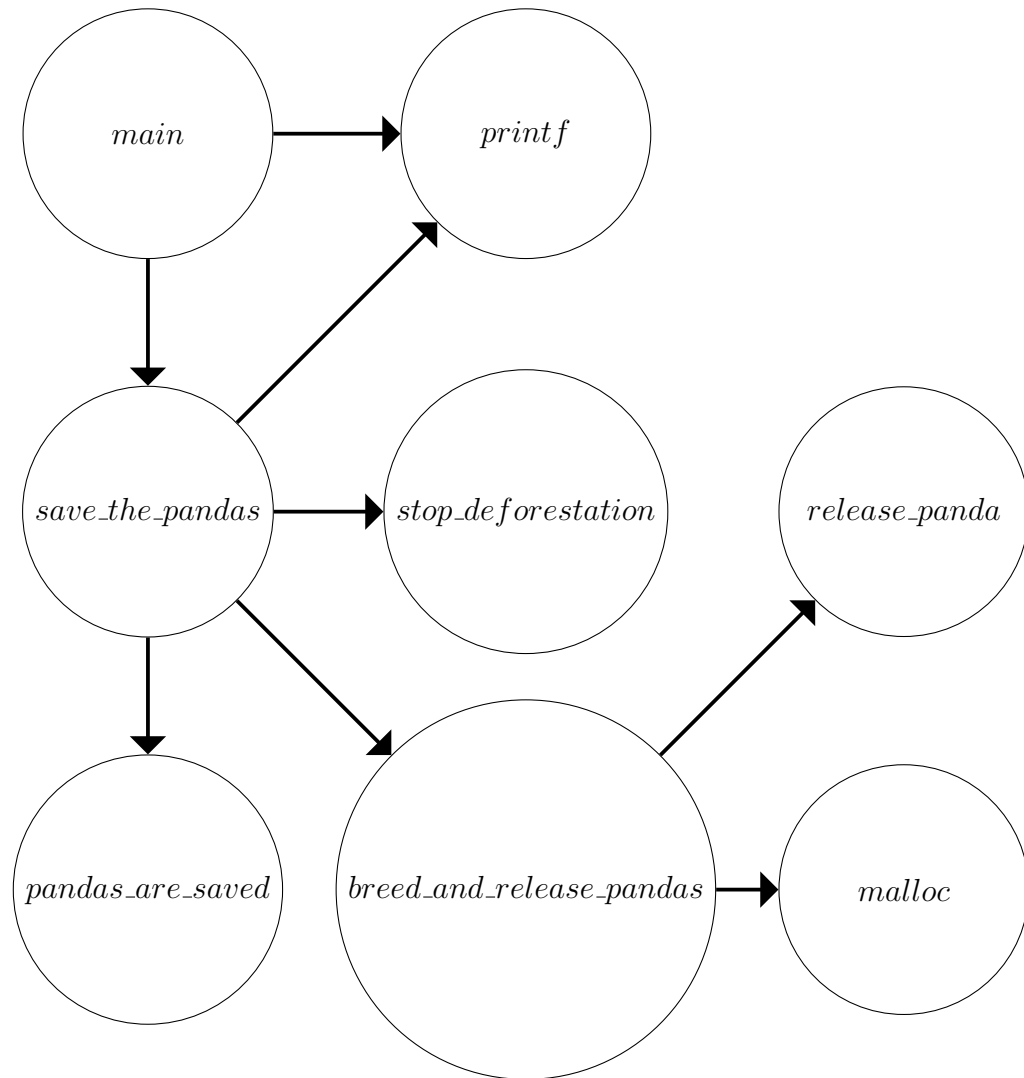 main
printf
save_the_pandas
stop_deforestation
release_panda
pandas_are_saved
breed_and_release_pandas
malloc